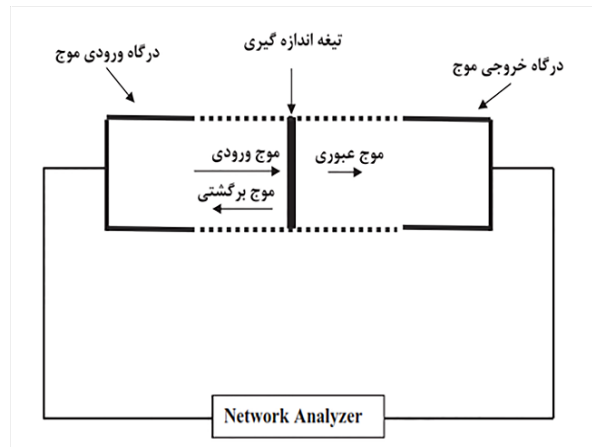 تیغه اندازه گیری
درگاه ورودی موج
درگاه خروجی موج
موج ورودی
موج عبوری
موج برگشتی
Network Analyzer